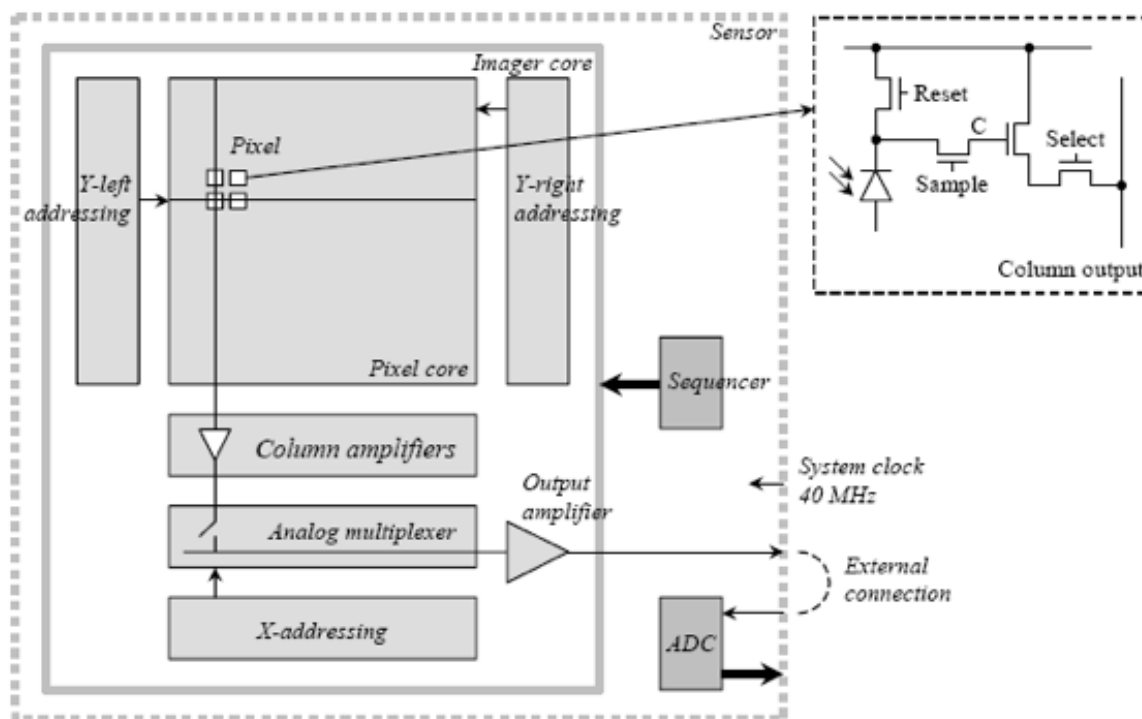 Sensor
Imager core
Reset
C
Select
Pixel
Sample
Y-left
addressing
Y-right
addressing
Column output
Pixel core
Sequencer
Column amplifiers
System clock
40 MHz
Output
amplifier
Analog multiplexer
External
connection
X-addressing
ADC